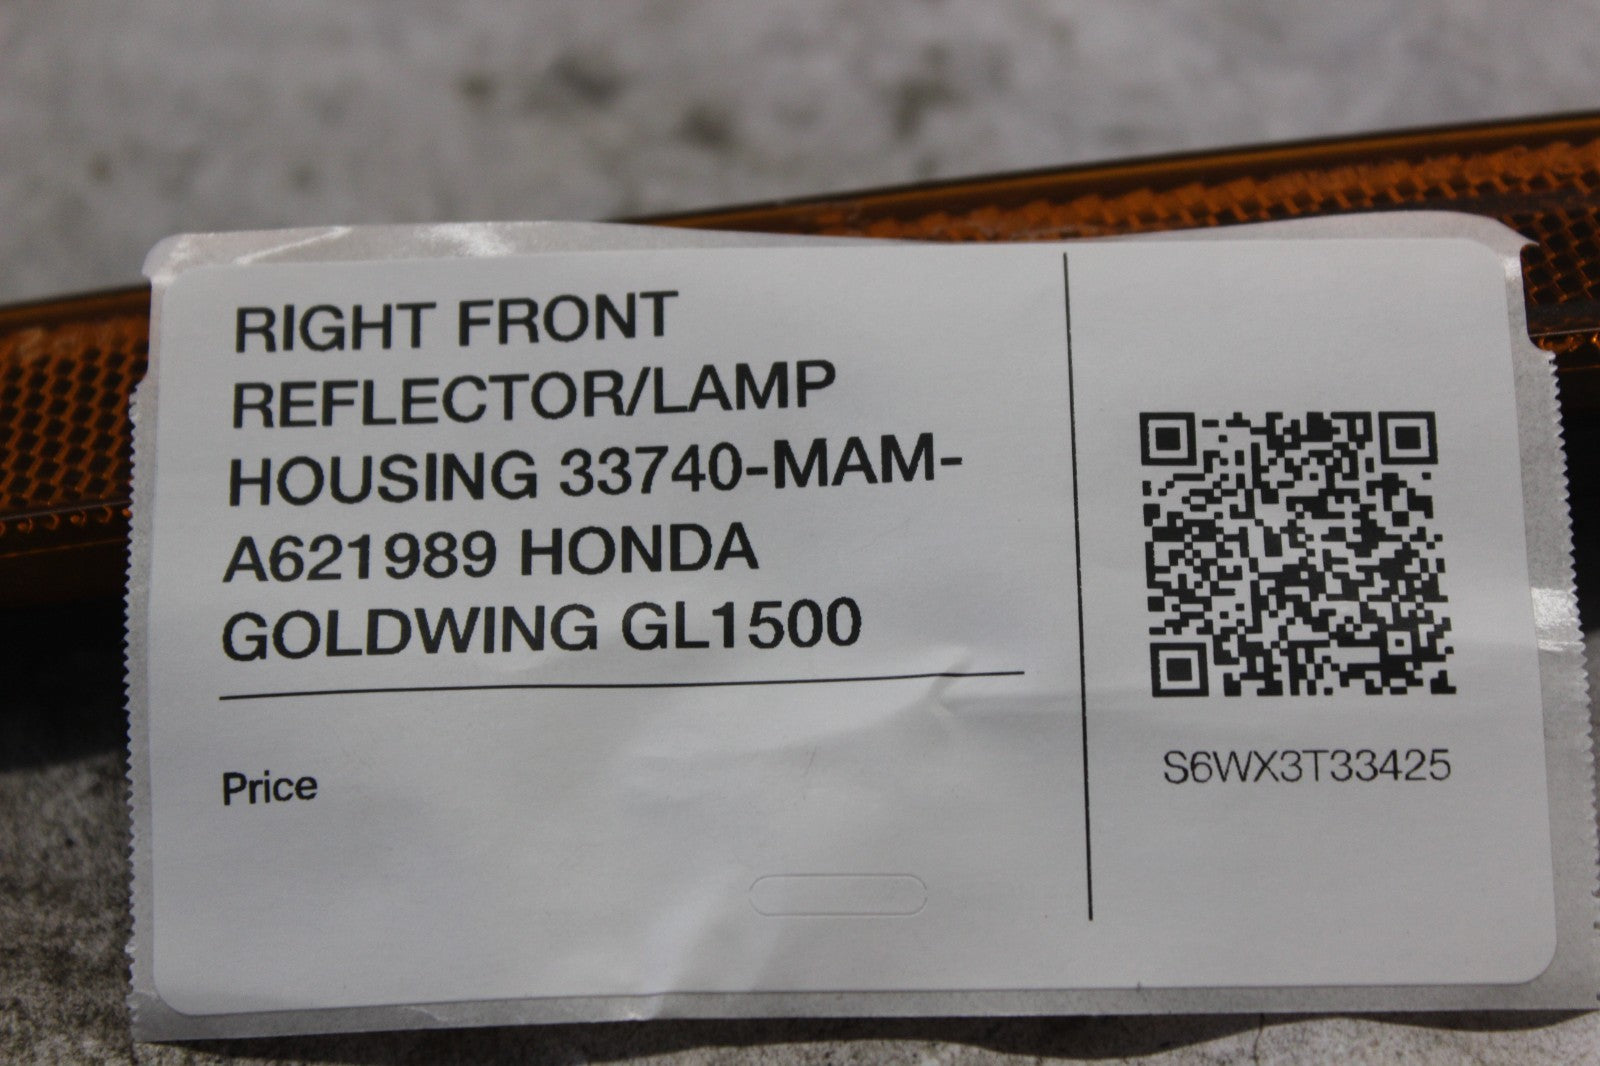 RIGHT FRONT
REFLECTOR/LAMP
HOUSING 33740-MAM-
A621989 HONDA
GOLDWING GL1500
Price
S6WX3T33425